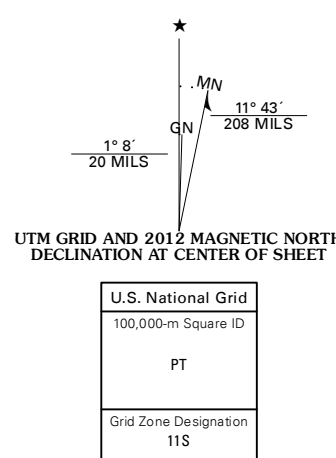 MN
GN
11° 43´
208 MILS
1° 8´
20 MILS
UTM GRID AND 2012 MAGNETIC NORTH
DECLINATION AT CENTER OF SHEET
U.S. National Grid
100,000-m Square ID
PT
Grid Zone Designation
11S